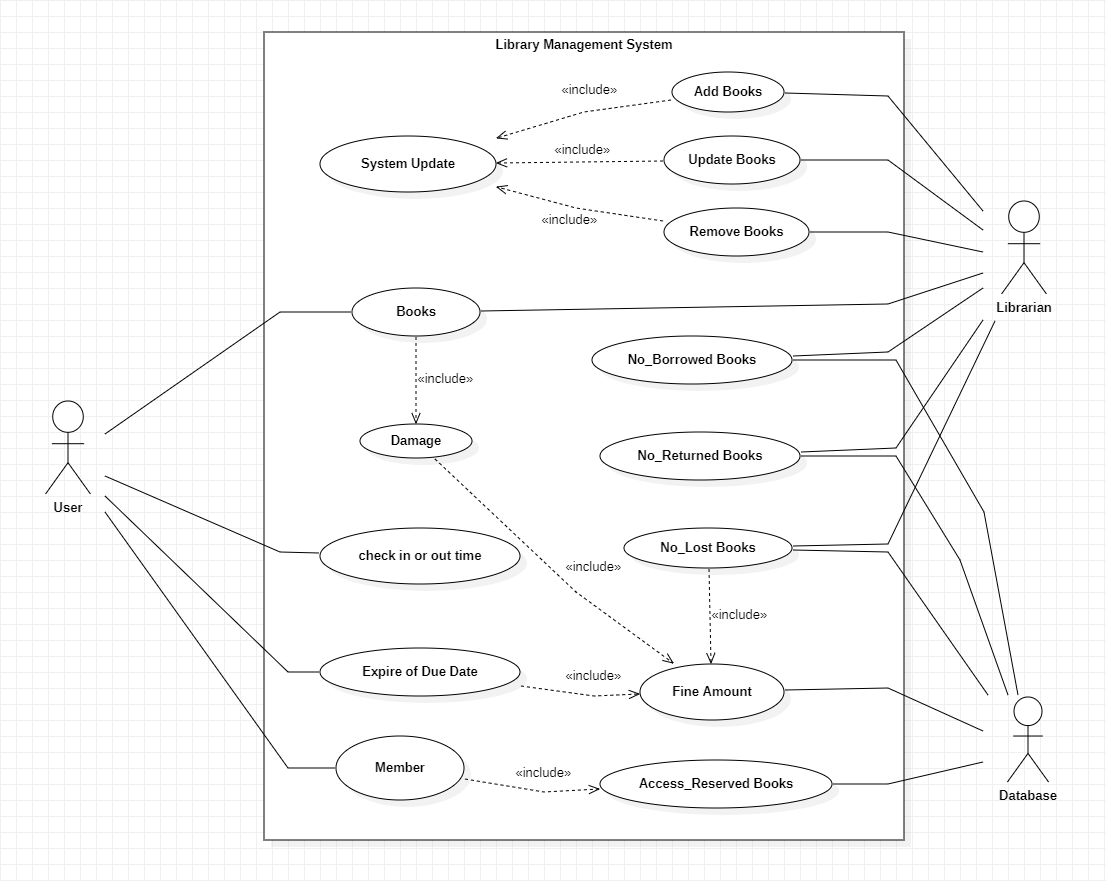 Library Management System
«include»
Add Books
System Update
«include»
Update Books
«include»
Remove Books
Librarian
Books
No_Borrowed Books
«include»
Damage
No_Returned Books
User
check in or out time
No_Lost Books
«include»
«include»
Expire of Due Date
«include»
Fine Amount
Member
«include»
Access_Reserved Books
Database